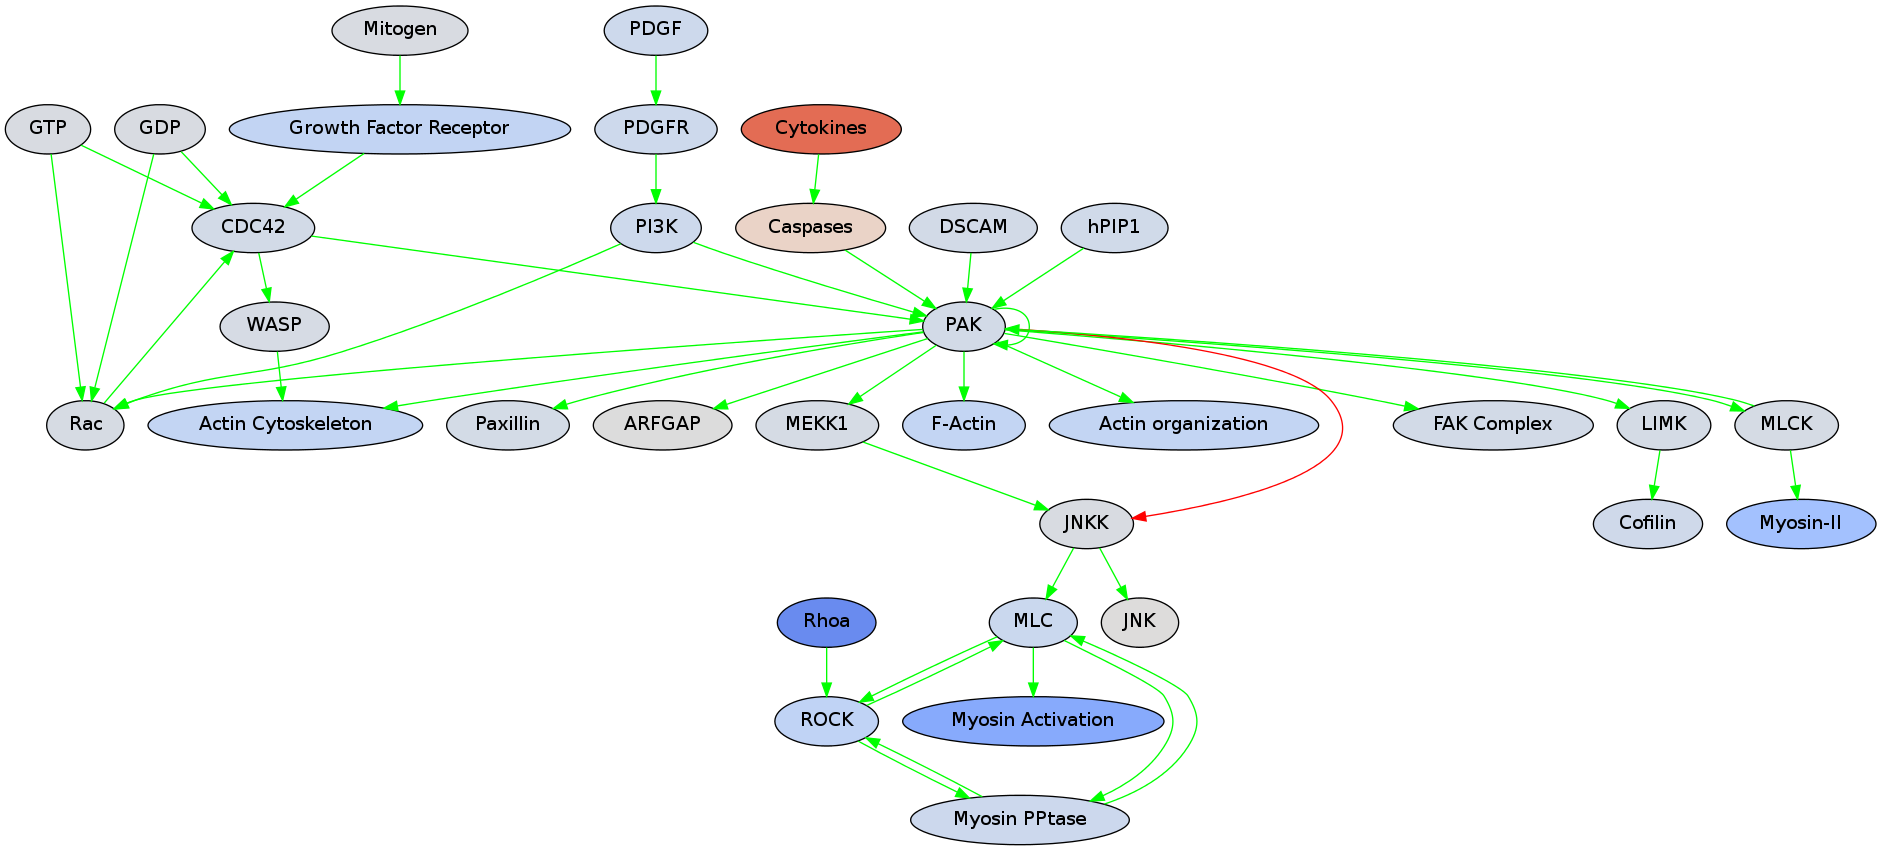 Mitogen
PDGF
GTP
GDP
Growth Factor Receptor
PDGFR
Cytokines
CDC42
PI3K
Caspases
DSCAM
hPIP1
WASP
PAK
Rac
Actin Cytoskeleton
Paxillin
ARFGAP
MEKK1
F-Actin
Actin organization
FAK Complex
LIMK
MLCK
JNKK
Cofilin
Myosin-II
Rhoa
MLC
JNK
ROCK
Myosin Activation
Myosin PPtase